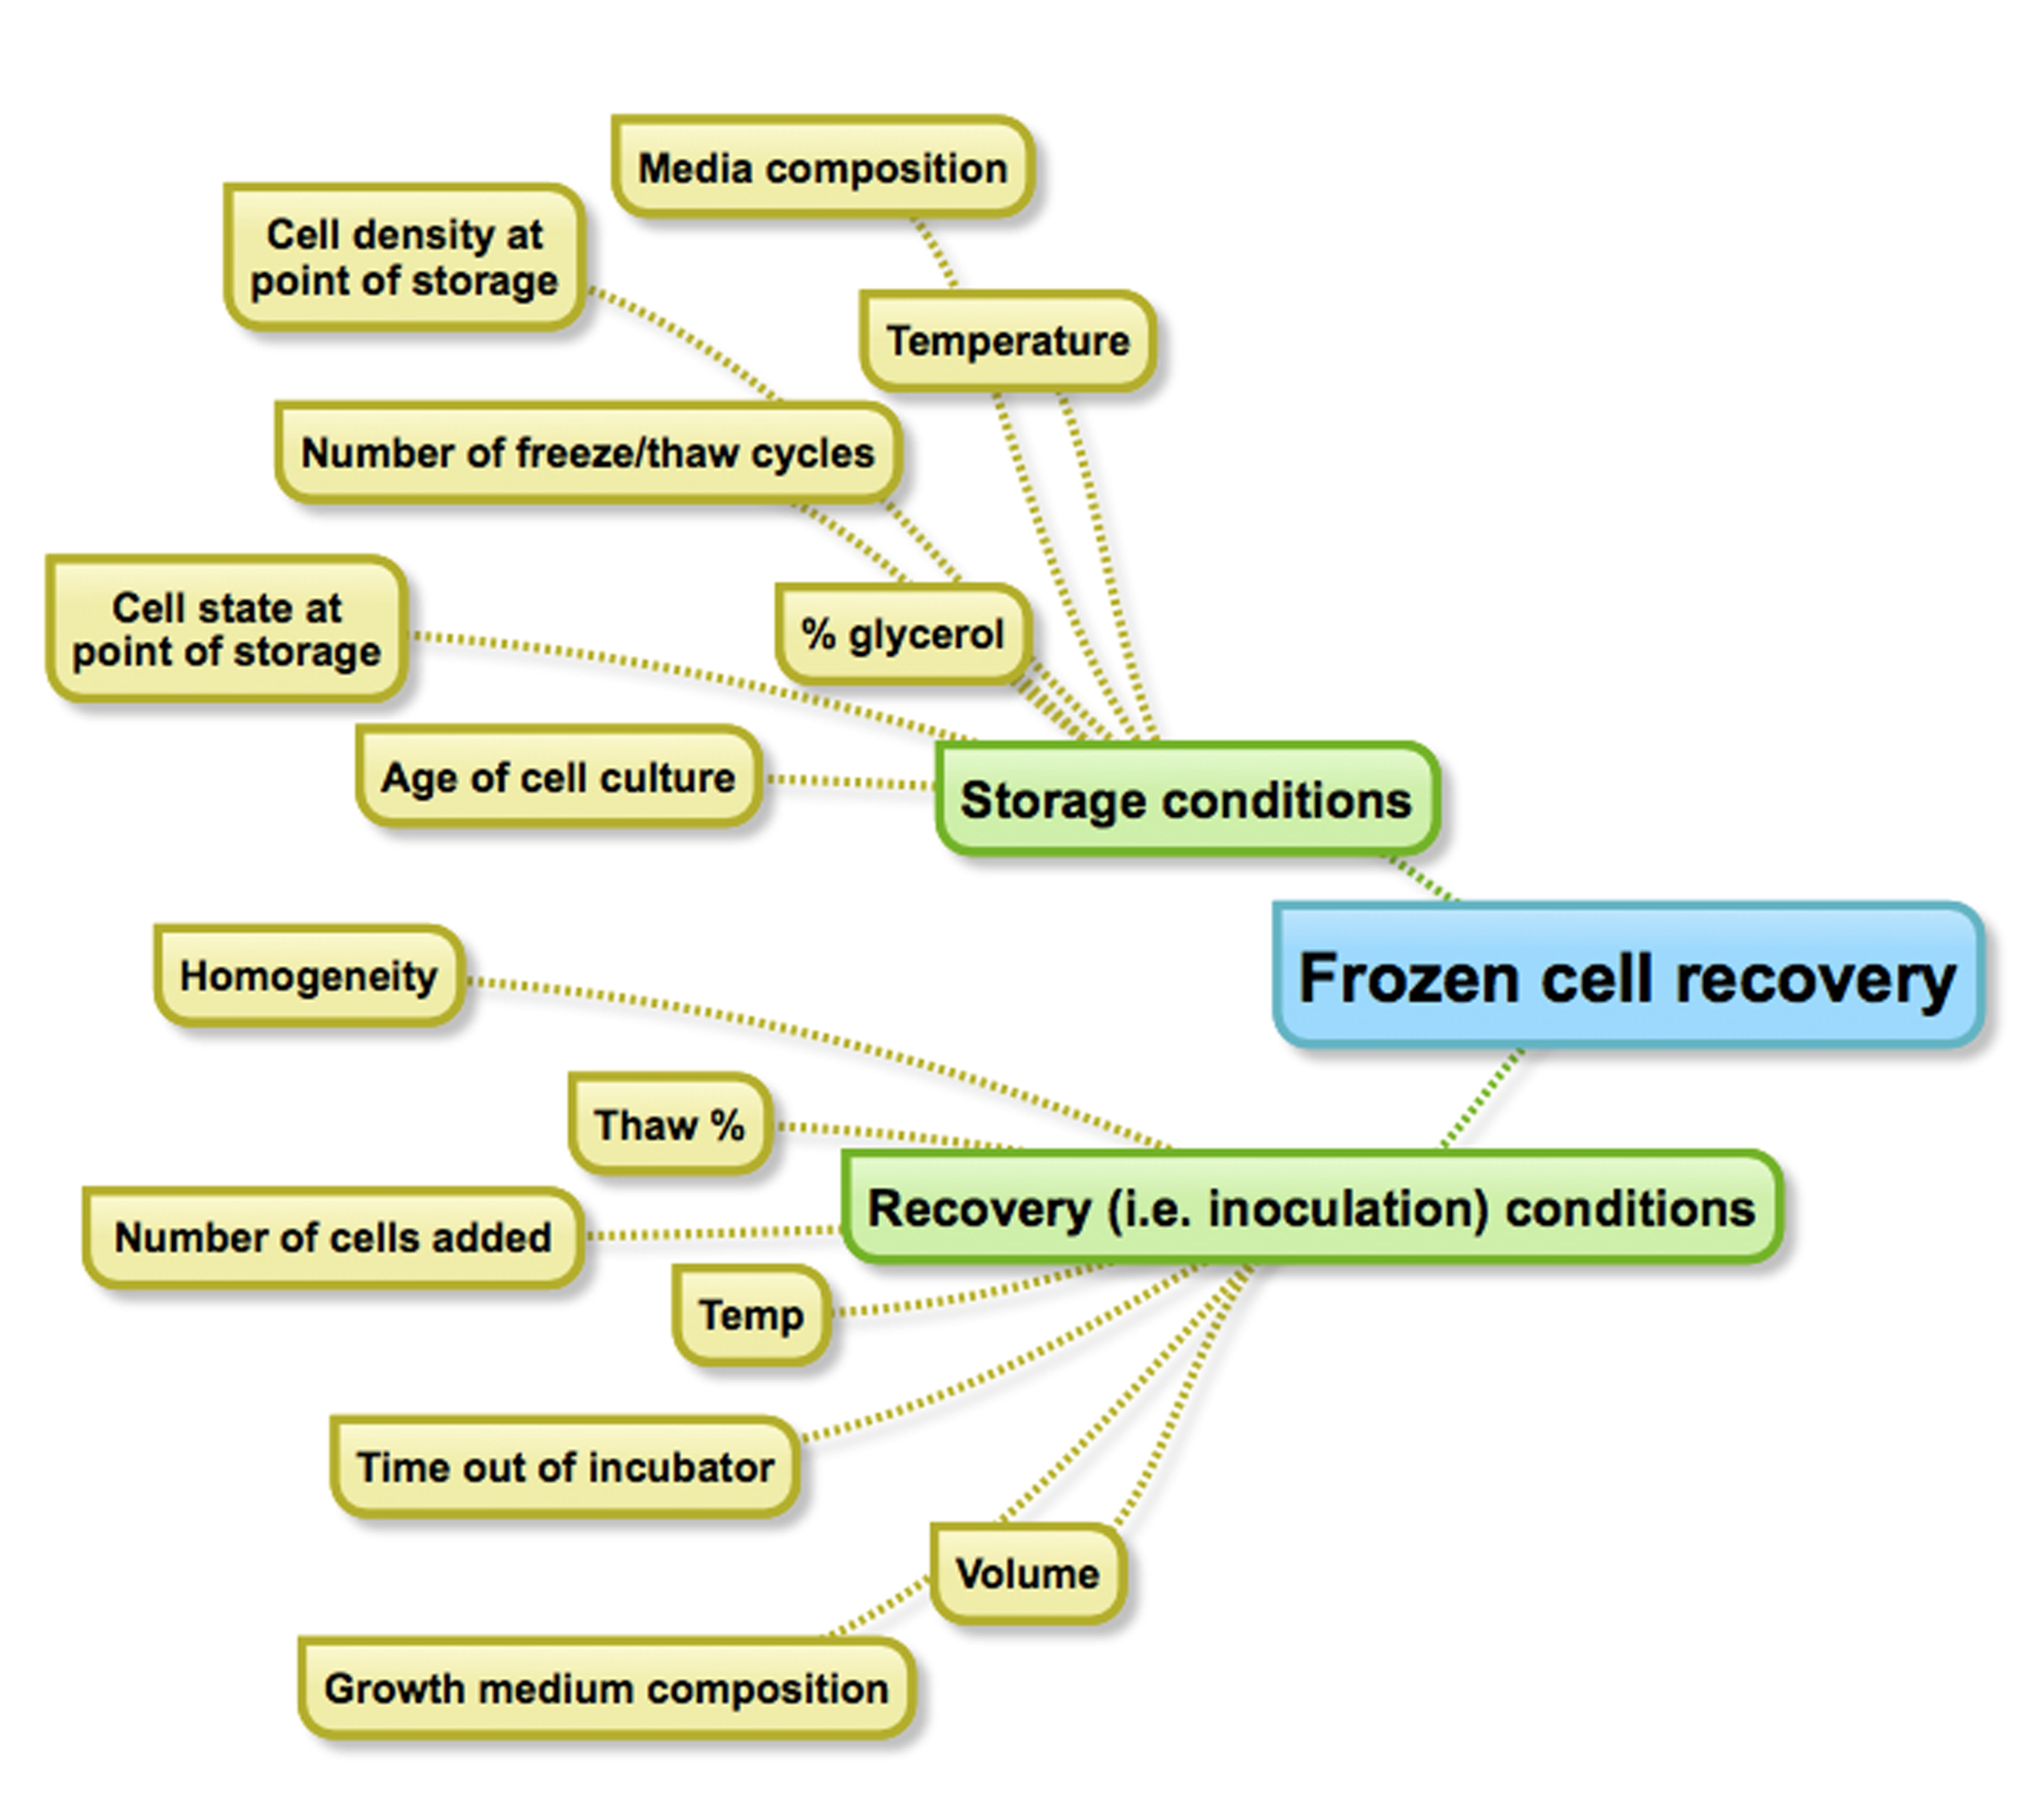 Media composition
Cell density at
point of storage
Temperature
Number of freeze/thaw cycles
Cell state at
point of storage
% glycerol
Age of cell culture
Storage conditions
Frozen cell recovery
Homogeneity
Thaw %
Recovery (i.e. inoculation) conditions
Number of cells added
Temp
Time out of incubator
Volume
Growth medium composition